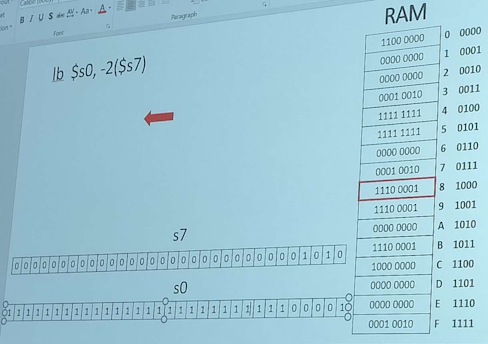 B I U S abc AV Aa A
Font
Paragraph
RAM
lb $s0, -2($s7)
1100 0000 0 0000
0000 0000 1 0001
0000 0000 2 0010
0001 0010 3 0011
1111 1111 4 0100
1111 1111 5 0101
0000 0000 6 0110
0001 0010 7 0111
1110 0001 8 1000
1110 0001 9 1001
0000 0000 A 1010
1110 0001 B 1011
1000 0000 C 1100
0000 0000 D 1101
0000 0000 E 1110
0001 0010 F 1111
s7
0 0 0 0 0 0 0 0 0 0 0 0 0 0 0 0 0 0 0 0 0 0 0 0 0 0 0 0 1 0 1 0
s0
1 1 1 1 1 1 1 1 1 1 1 1 1 1 1 1 1 1 1 1 1 1 1 1 1 1 1 0 0 0 0 1